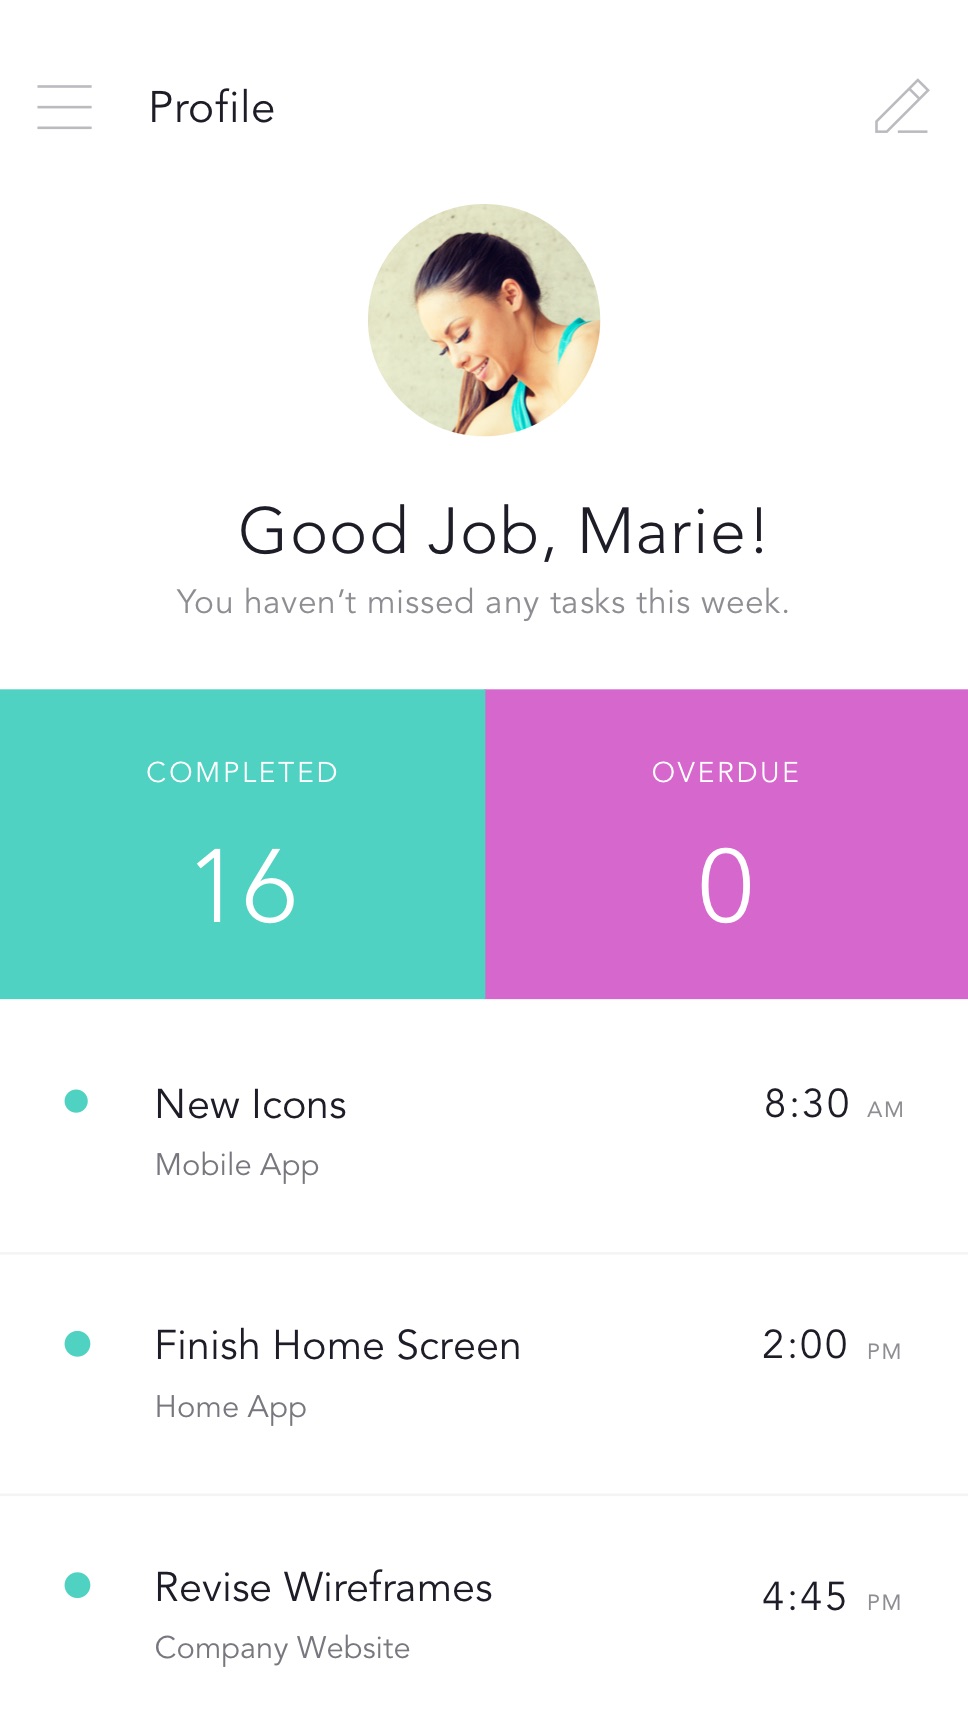 Profile
Good Job, Marie!
You haven’t missed any tasks this week.
COMPLETED
16
OVERDUE
0
New Icons
8:30 AM
Mobile App
Finish Home Screen
2:00 PM
Home App
Revise Wireframes
4:45 PM
Company Website